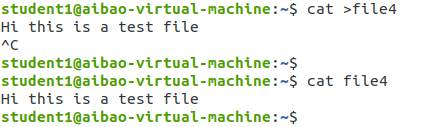 student1@aibao-virtual-machine:~$ cat >file4
Hi this is a test file
^C
student1@aibao-virtual-machine:~$
student1@aibao-virtual-machine:~$ cat file4
Hi this is a test file
student1@aibao-virtual-machine:~$